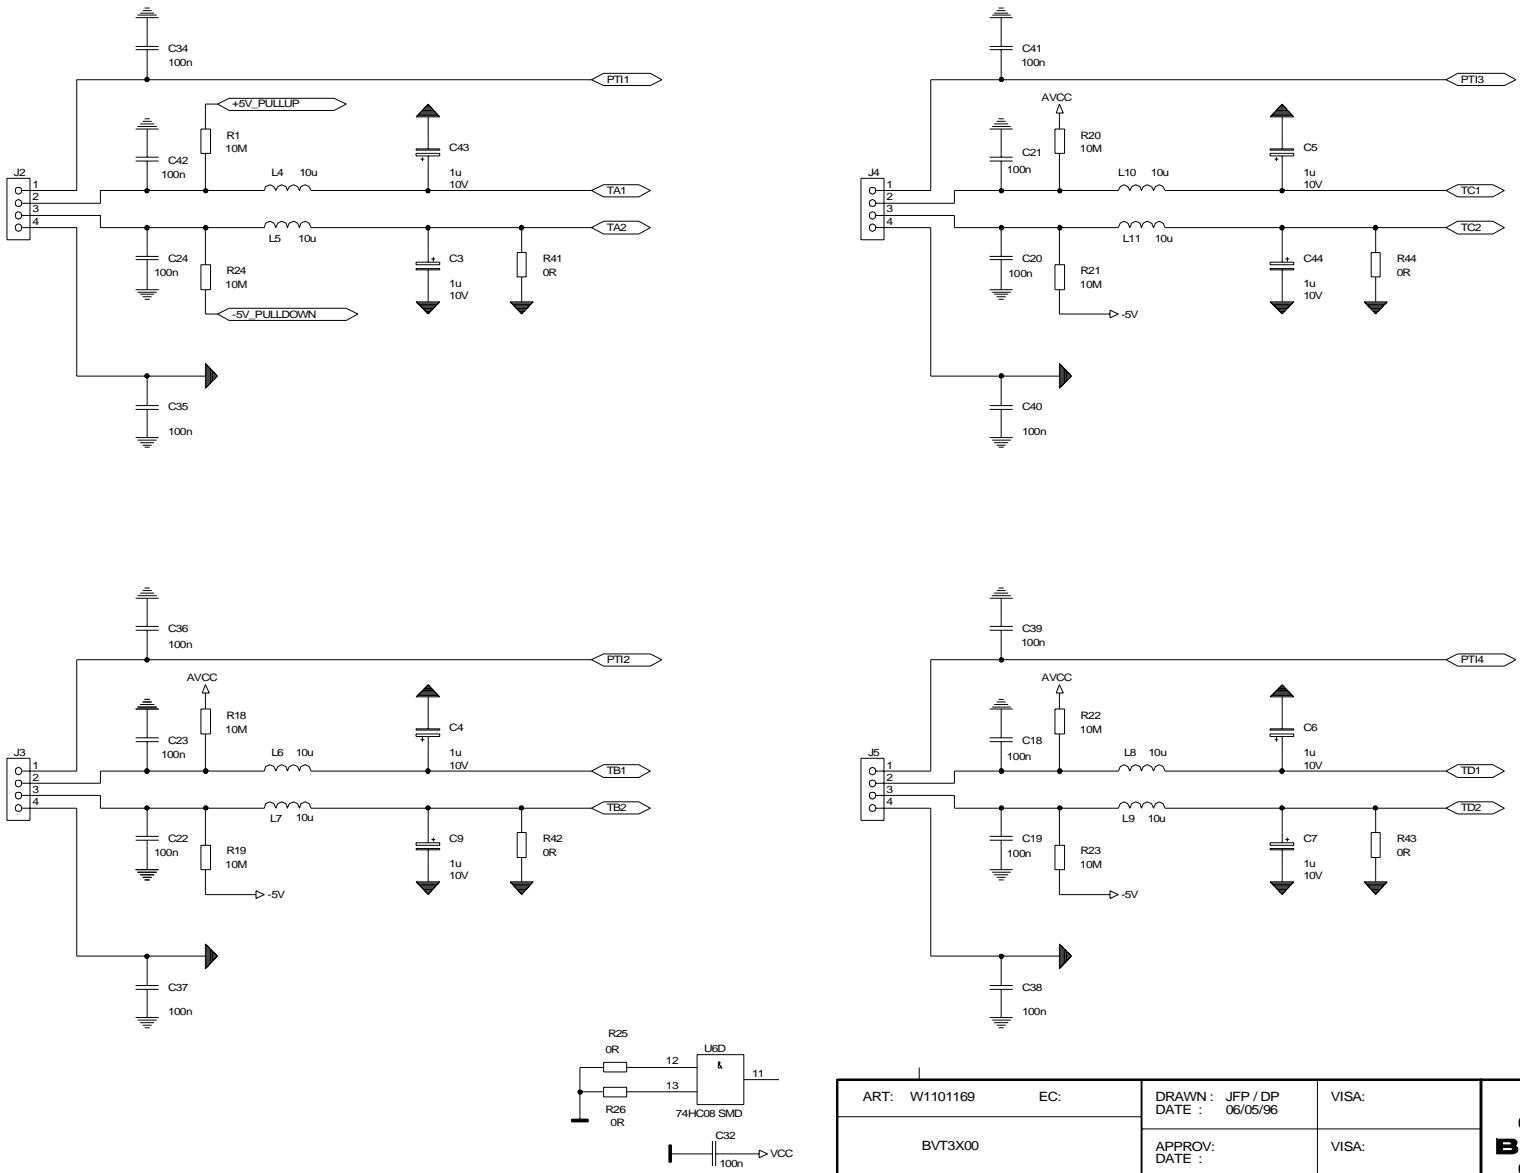 C34
100n
PTI1
+5V_PULLUP
R1
10M
C42
100n
C43
1u
10V
L4 10u
J2
1
2
3
4
TA1
TA2
L5 10u
C24
100n
R24
10M
-5V_PULLDOWN
C3
1u
10V
R41
0R
C35
100n
C41
100n
PTI3
AVCC
R20
10M
C21
100n
C5
1u
10V
L10 10u
J4
1
2
3
4
TC1
TC2
L11 10u
C20
100n
R21
10M
-5V
C44
1u
10V
R44
0R
C40
100n
C36
100n
PTI2
AVCC
R18
10M
C23
100n
C4
1u
10V
L6 10u
J3
1
2
3
4
TB1
TB2
L7 10u
C22
100n
R19
10M
-5V
C9
1u
10V
R42
0R
C37
100n
C39
100n
PTI4
AVCC
R22
10M
C18
100n
C6
1u
10V
L8 10u
J5
1
2
3
4
TD1
TD2
L9 10u
C19
100n
R23
10M
-5V
C7
1u
10V
R43
0R
C38
100n
R25
0R
U6D
12
&
11
13
R26
0R
74HC08 SMD
C32
100n
VCC
ART: W1101169 EC:
DRAWN : JFP / DP
DATE : 06/05/96
VISA:
BVT3X00
APPROV:
DATE :
VISA:
B